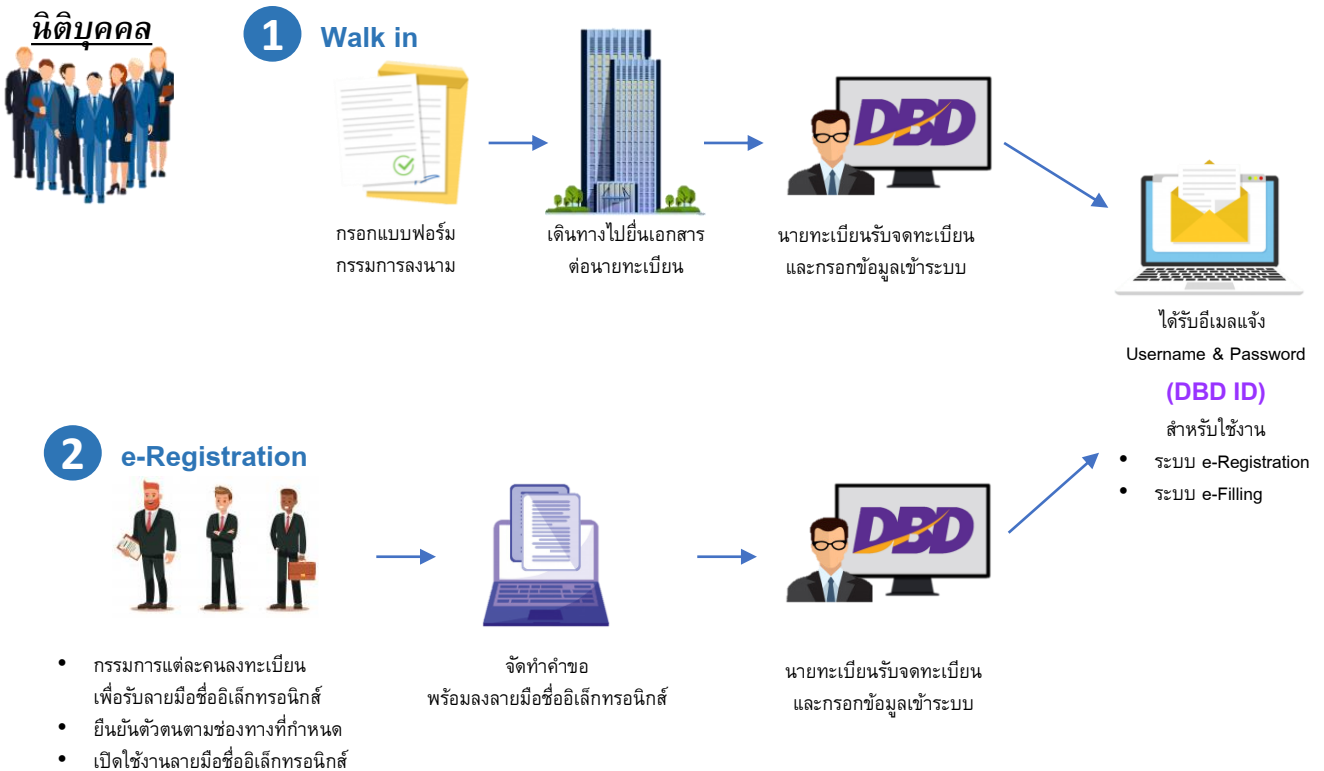 นิติบุคคล
1 Walk in
DBD
กรอกแบบฟอร์ม
กรรมการลงนาม
เดินทางไปยื่นเอกสาร
ต่อนายทะเบียน
นายทะเบียนรับจดทะเบียน
และกรอกข้อมูลเข้าระบบ
ได้รับอีเมลแจ้ง
Username & Password
(DBD ID)
สำหรับใช้งาน
• ระบบ e-Registration
• ระบบ e-Filling
2 e-Registration
DBD
• กรรมการแต่ละคนลงทะเบียน
เพื่อรับลายมือชื่ออิเล็กทรอนิกส์
• ยืนยันตัวตนตามช่องทางที่กำหนด
• เปิดใช้งานลายมือชื่ออิเล็กทรอนิกส์
จัดทำคำขอ
พร้อมลงลายมือชื่ออิเล็กทรอนิกส์
นายทะเบียนรับจดทะเบียน
และกรอกข้อมูลเข้าระบบ